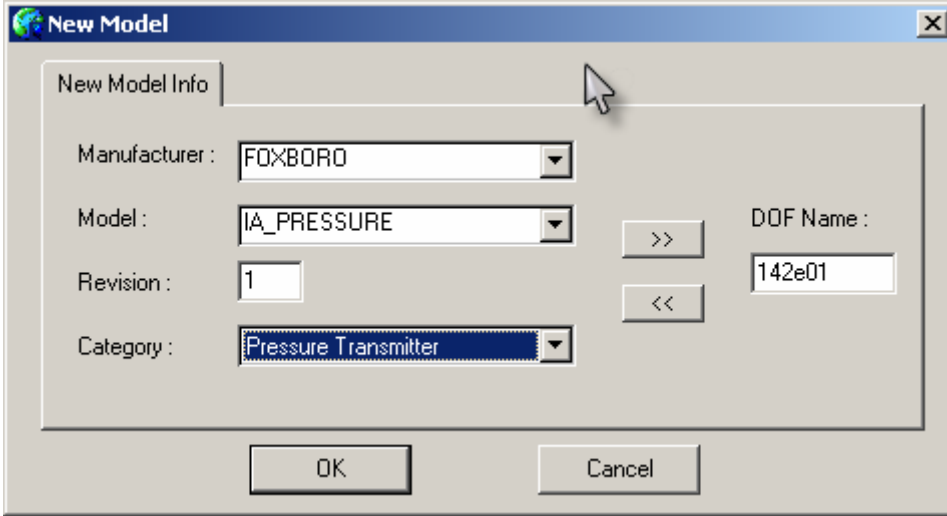 New Model
New Model Info
Manufacturer : FOXBORO
Model : IA_PRESSURE
>> DOF Name :
Revision : 1
<< 142e01
Category : Pressure Transmitter
OK Cancel